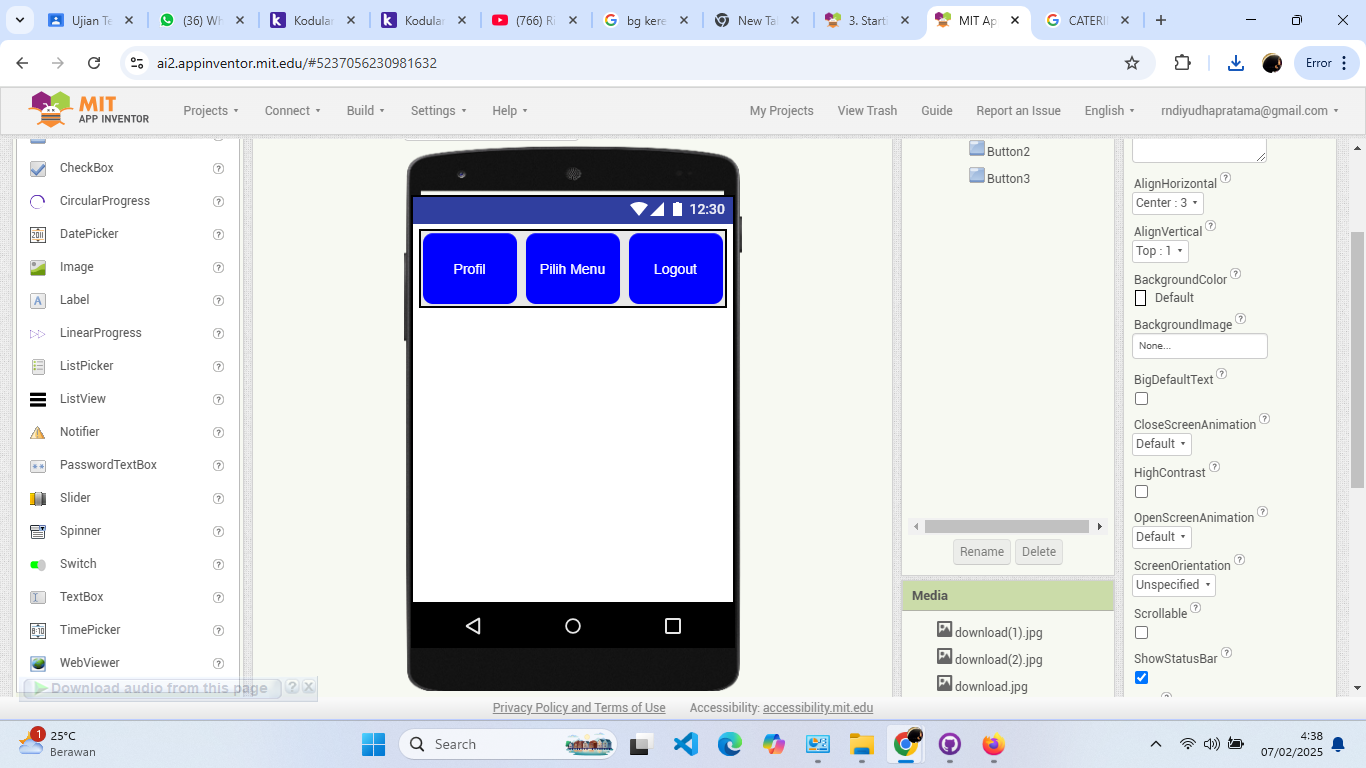 Ujian Te
(36) Wh
Kodular
Kodular
(766) Ri
bg kere
New Tal
3. Starti
MIT Ap
CATERI
ai2.appinventor.mit.edu/#5237056230981632
Error
MIT
APP INVENTOR
Projects
Connect
Build
Settings
Help
My Projects
View Trash
Guide
Report an Issue
English
rndiyudhapratama@gmail.com
CheckBox
CircularProgress
DatePicker
Image
Label
LinearProgress
ListPicker
ListView
Notifier
PasswordTextBox
Slider
Spinner
Switch
TextBox
TimePicker
WebViewer
Download audio from this page
12:30
Profil
Pilih Menu
Logout
Button2
Button3
Rename
Delete
Media
download(1).jpg
download(2).jpg
download.jpg
AlignHorizontal
Center : 3
AlignVertical
Top : 1
BackgroundColor
Default
BackgroundImage
None...
BigDefaultText
CloseScreenAnimation
Default
HighContrast
OpenScreenAnimation
Default
ScreenOrientation
Unspecified
Scrollable
ShowStatusBar
Privacy Policy and Terms of Use
Accessibility: accessibility.mit.edu
1
25°C
Berawan
Search
4:38
07/02/2025